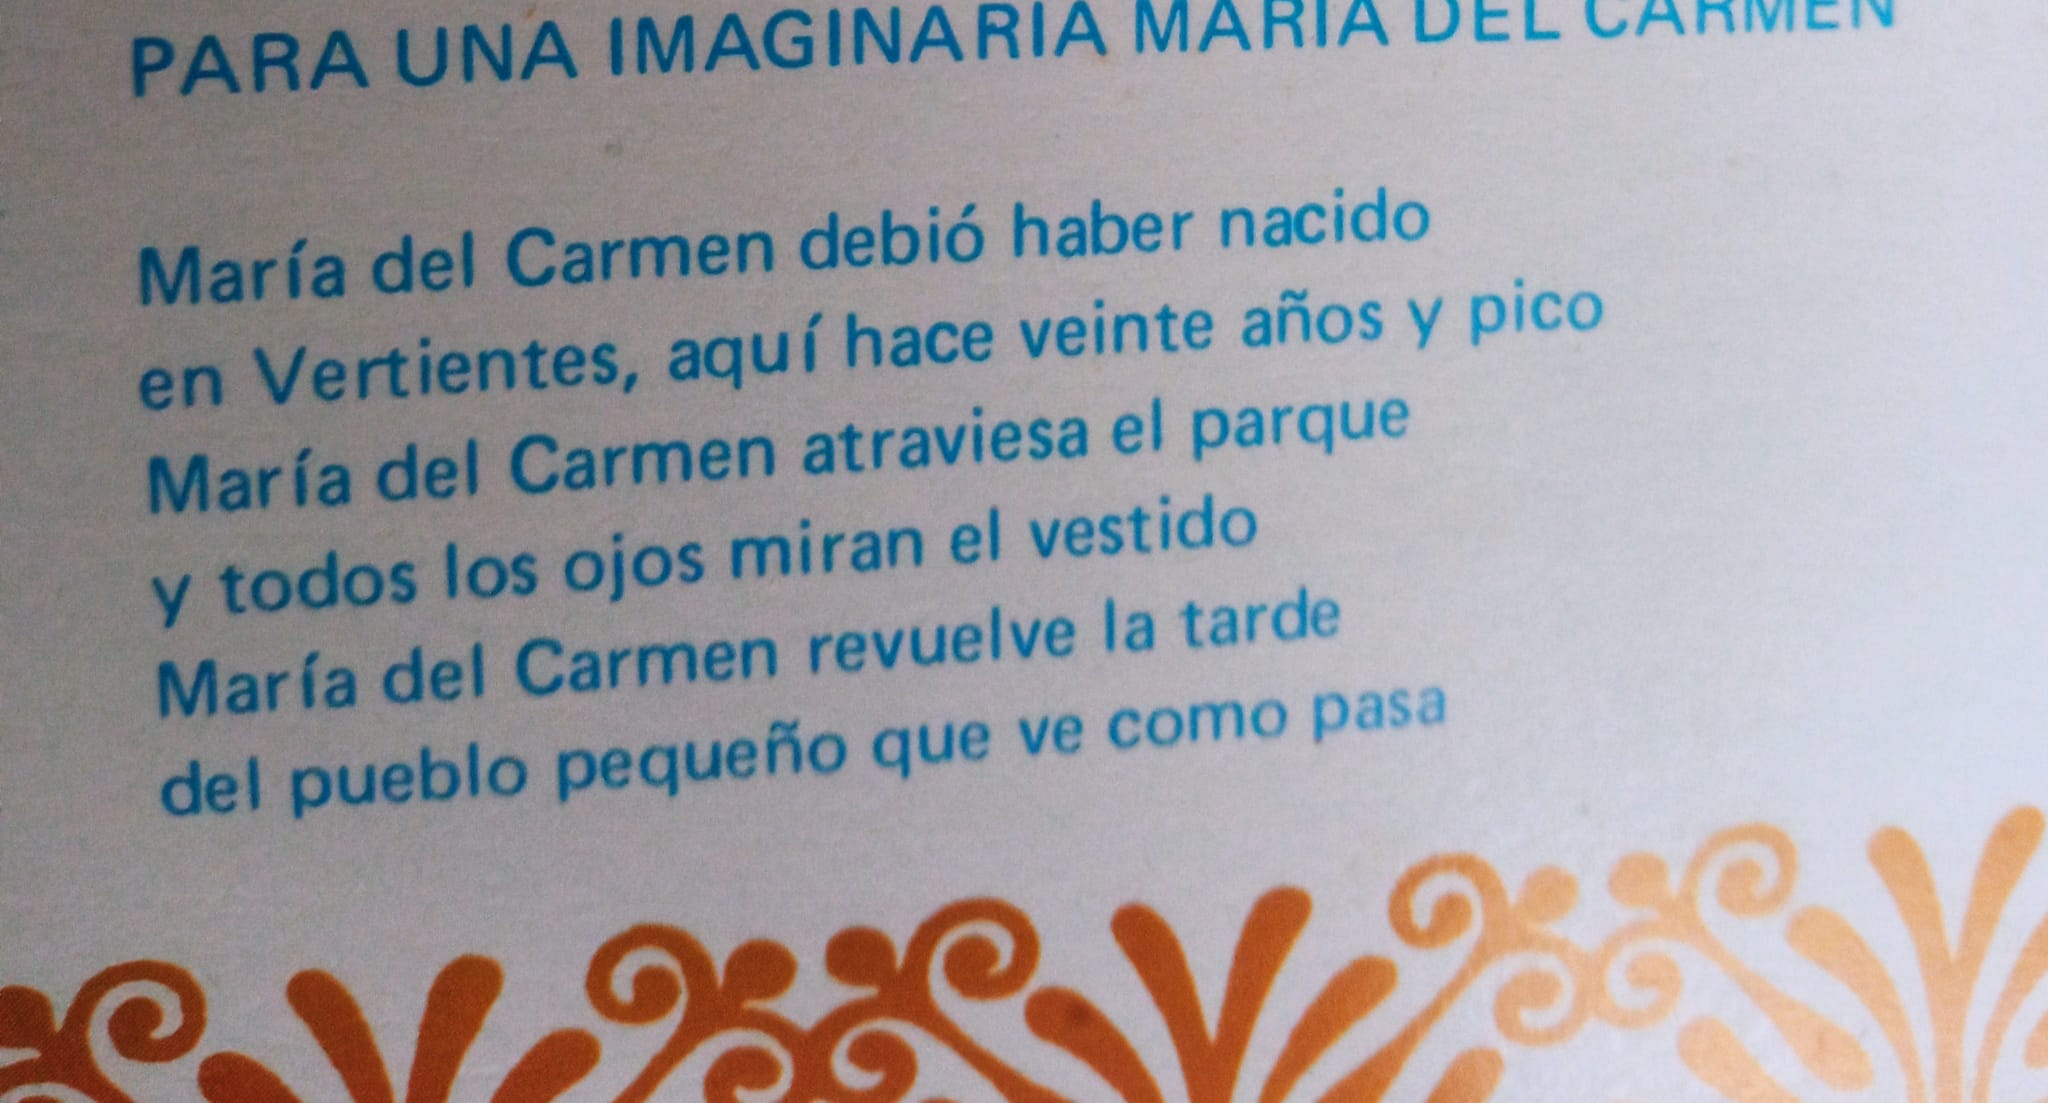 PARA UNA IMAGINARIA MARIA DEL CARMEN
María del Carmen debió haber nacido
en Vertientes, aquí hace veinte años y pico
María del Carmen atraviesa el parque
y todos los ojos miran el vestido
María del Carmen revuelve la tarde
del pueblo pequeño que ve como pasa